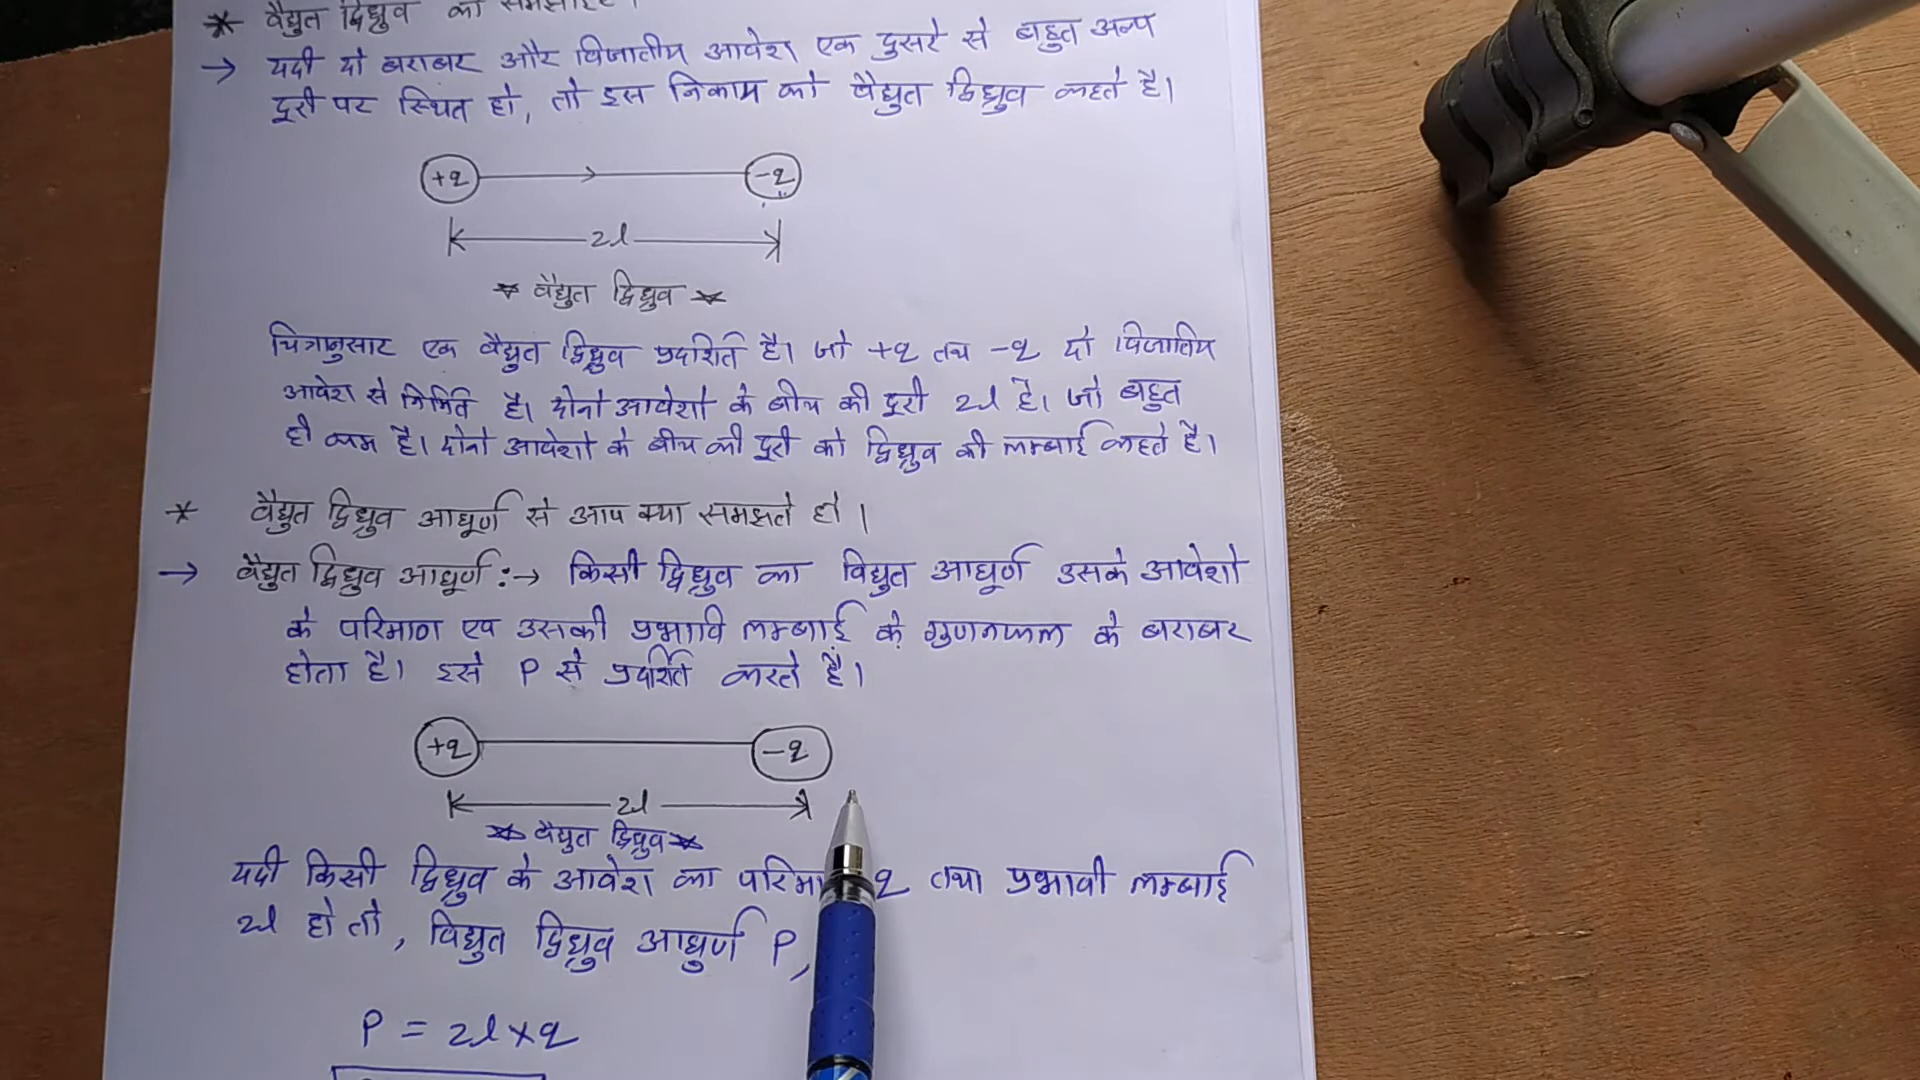 * वैद्युत द्विध्रुव को समझाइए।
→ यदी दो बराबर और विजातीय आवेश एक दुसरे से बहुत अल्प
दूरी पर स्थित हो, तो इस निकाय को वैद्युत द्विध्रुव कहते है।
+q -q
2l
* वैद्युत द्विध्रुव *
चित्रानुसार एक वैद्युत द्विध्रुव प्रदर्शित है। जो +q तथ -q दो विजातिय
आवेश से निर्मित है। दोनो आवेशो के बीच की दूरी 2l है। जो बहुत
ही कम है। दोनो आवेशो के बीच की दूरी को द्विध्रुव की लम्बाई कहते है।
* वैद्युत द्विध्रुव आघूर्ण से आप क्या समझते हो।
→ वैद्युत द्विध्रुव आघूर्ण :→ किसी द्विध्रुव का विद्युत आघूर्ण उसके आवेशो
के परिमाण एव उसकी प्रभावि लम्बाई के गुणनफल के बराबर
होता है। इसे P से प्रदर्शित करते है।
+q -q
2l
* वैद्युत द्विध्रुव *
यदी किसी द्विध्रुव के आवेश का परिमा q तथा प्रभावी लम्बाई
2l हो तो, विद्युत द्विध्रुव आघुर्ण P,
P = 2l×q